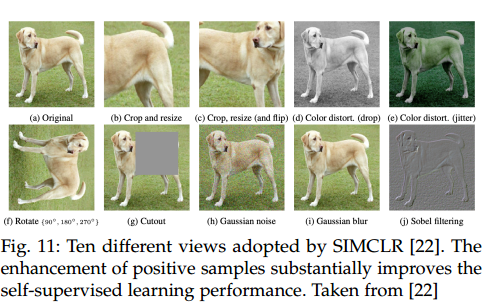 (a) Original
(b) Crop and resize
(c) Crop, resize (and flip)
(d) Color distort. (drop)
(e) Color distort. (jitter)
(f) Rotate {90°, 180°, 270°}
(g) Cutout
(h) Gaussian noise
(i) Gaussian blur
(j) Sobel filtering
Fig. 11: Ten different views adopted by SIMCLR [22]. The
enhancement of positive samples substantially improves the
self-supervised learning performance. Taken from [22]